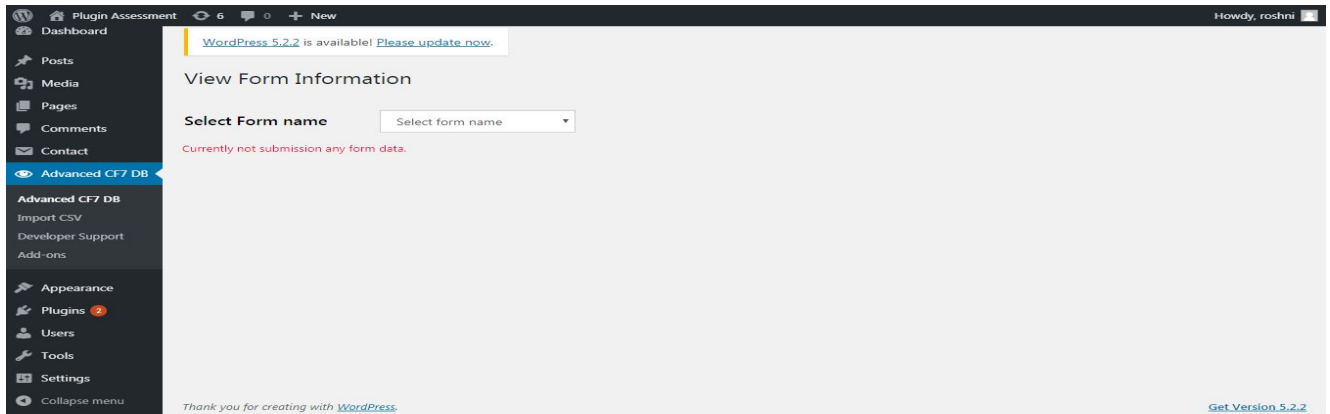 Plugin Assessment 6 0 New Howdy, roshni
Dashboard
Posts
Media
Pages
Comments
Contact
Advanced CF7 DB
Advanced CF7 DB
Import CSV
Developer Support
Add-ons
Appearance
Plugins 2
Users
Tools
Settings
Collapse menu
WordPress 5.2.2 is available! Please update now.
View Form Information
Select Form name Select form name
Currently not submission any form data.
Thank you for creating with WordPress. Get Version 5.2.2